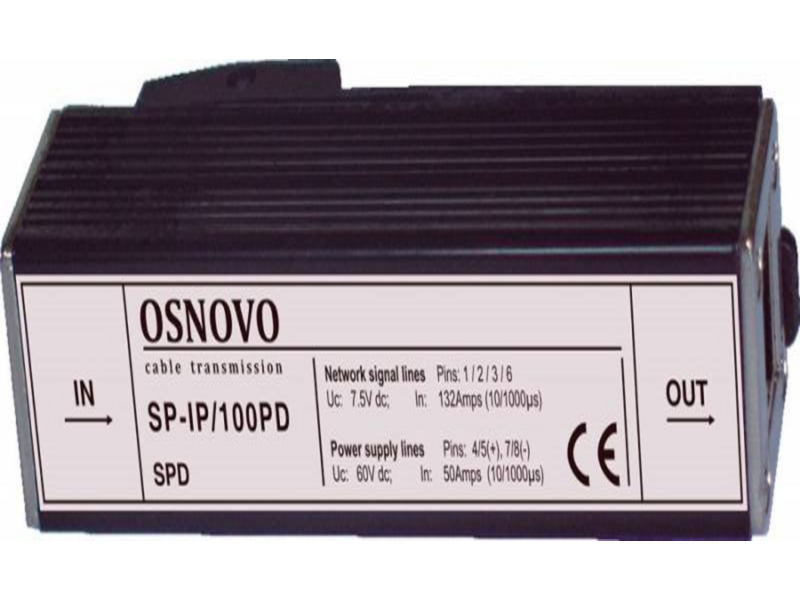 IN
OSNOVO
cable transmission
SP-IP/100PD
SPD
Network signal lines Pins: 1/2/3/6
Uc: 7.5V dc; In: 132Amps (10/1000µs)
Power supply lines Pins: 4/5(+), 7/8(-)
Uc: 60V dc; In: 50Amps (10/1000µs)
CE
OUT